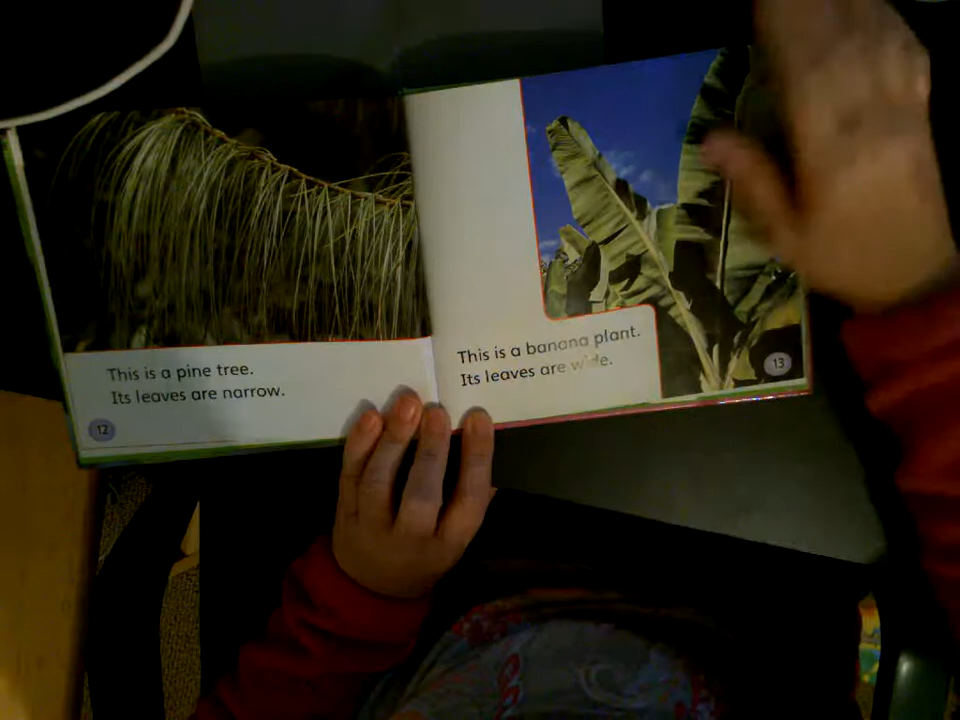 This is a pine tree.
Its leaves are narrow.
12
This is a banana plant.
Its leaves are wide.
13